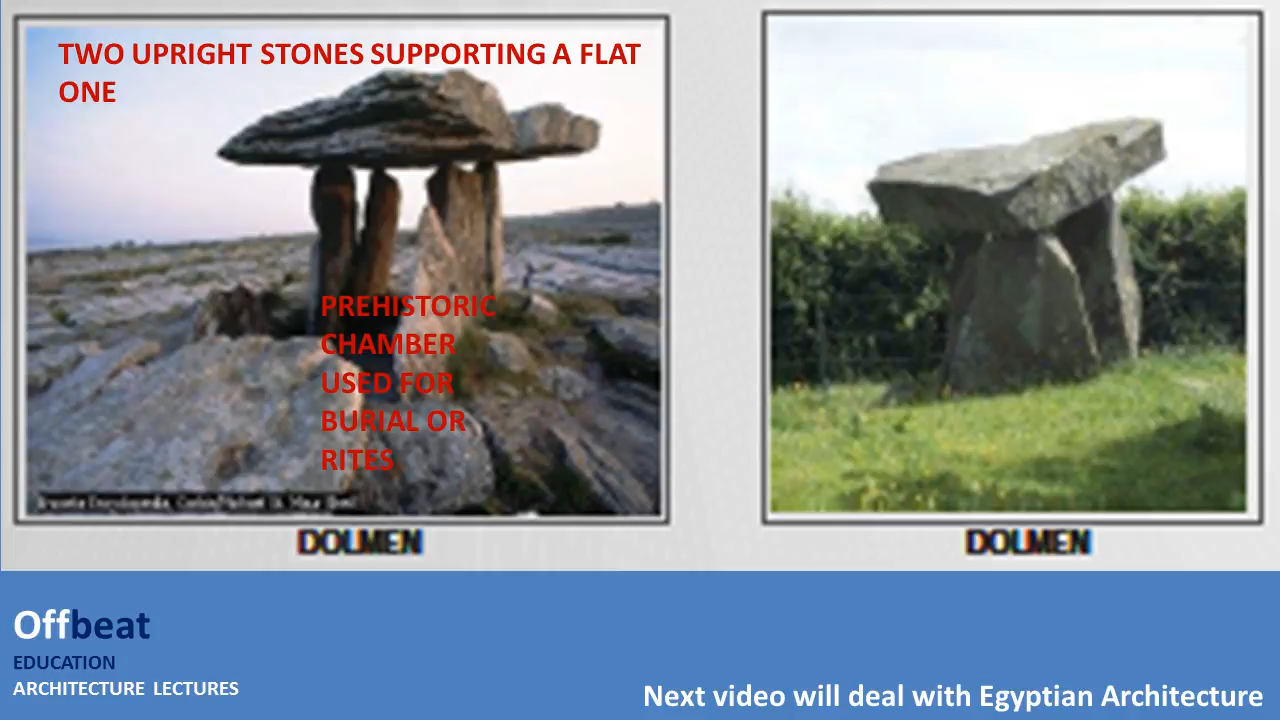 TWO UPRIGHT STONES SUPPORTING A FLAT
ONE
PREHISTORIC
CHAMBER
USED FOR
BURIAL OR
RITES
DOLMEN
DOLMEN
Offbeat
EDUCATION
ARCHITECTURE LECTURES
Next video will deal with Egyptian Architecture